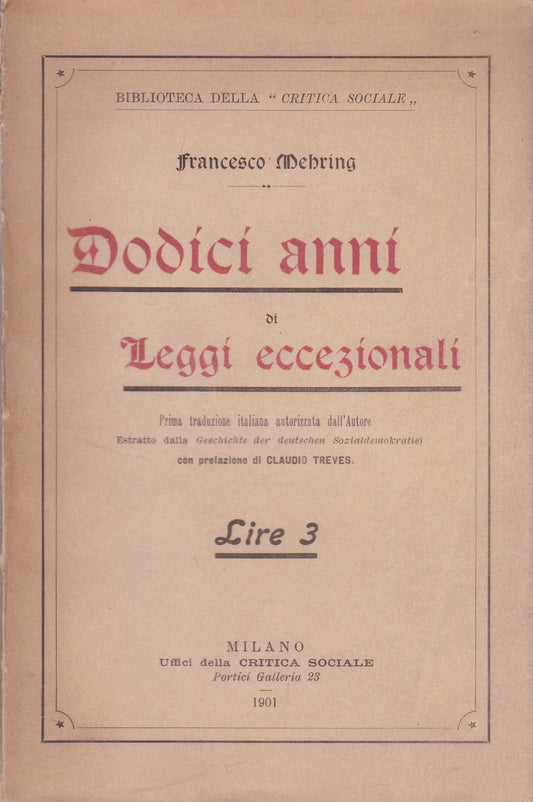 BIBLIOTECA DELLA “ CRITICA SOCIALE „
Francesco Mehring
Dodici anni
di
Leggi eccezionali
Prima traduzione italiana autorizzata dall'Autore
Estratto dalla Geschichte der deutschen Sozialdemokratie)
con prefazione di CLAUDIO TREVES.
Lire 3
MILANO
Uffici della CRITICA SOCIALE
Portici Galleria 23
1901